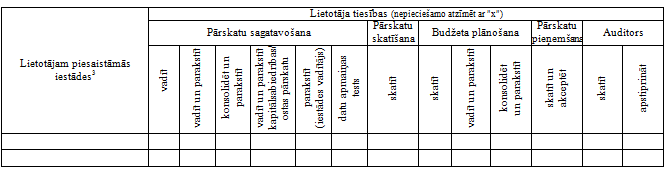 Lietotāja tiesības (nepieciešamo atzīmēt ar "x")
Lietotājam piesaistāmās
iestādes³
Pārskatu sagatavošana
Pārskatu
skatīšana
Budžeta plānošana
Pārskatu
pieņemšana
Auditors
vadīt
vadīt un parakstīt
konsolidēt un
parakstīt
vadīt un parakstīt
kapitālsabiedrības/
ostas pārskatu
parakstīt
(iestādes vadītājs)
datu apmaiņas
tests
skatīt
skatīt
vadīt un parakstīt
konsolidēt
un parakstīt
skatīt un
akceptēt
skatīt
apstiprināt